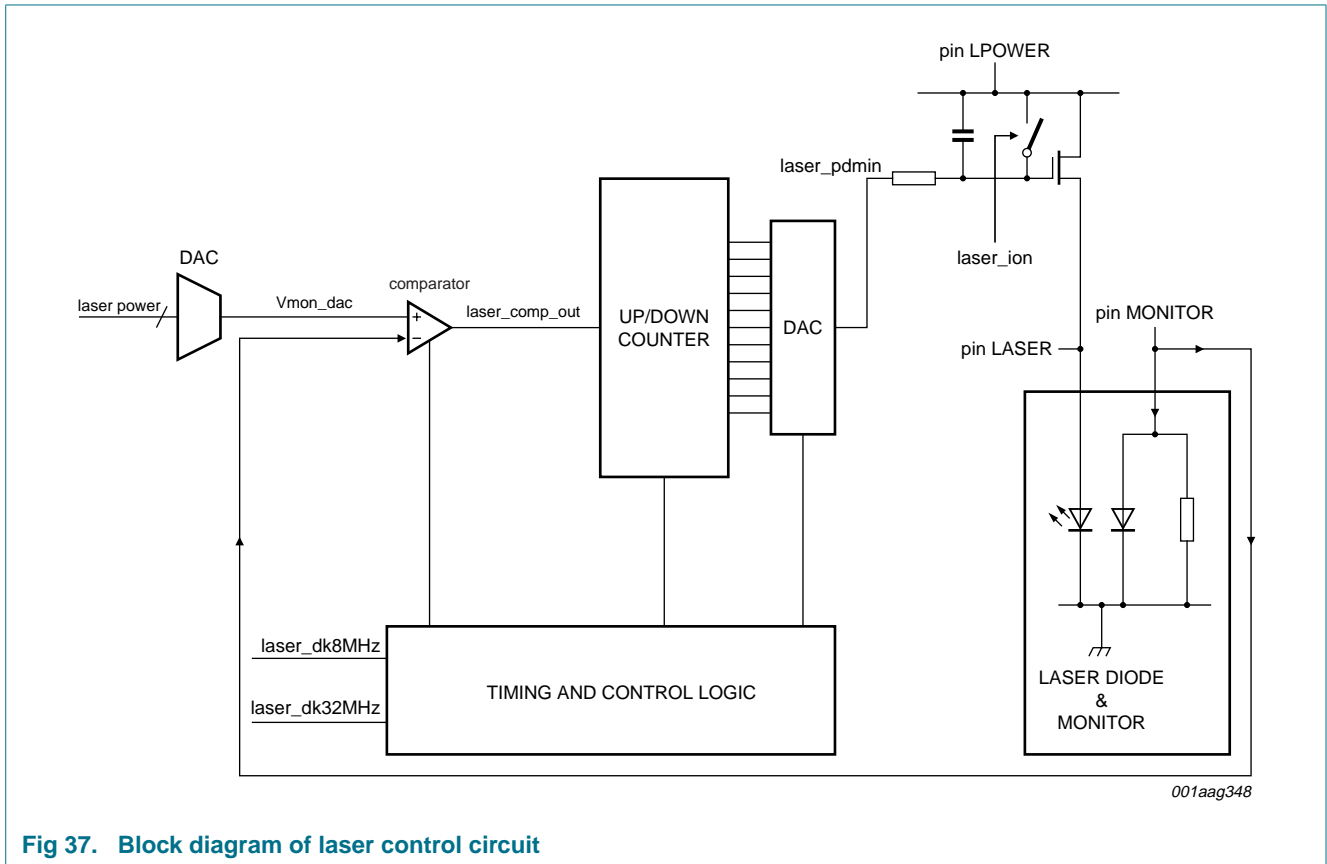 pin LPOWER
laser_pdmin
laser_ion
DAC
comparator
laser power
Vmon_dac
+
−
laser_comp_out
UP/DOWN
COUNTER
DAC
pin MONITOR
pin LASER
laser_dk8MHz
laser_dk32MHz
TIMING AND CONTROL LOGIC
LASER DIODE
&
MONITOR
001aag348
Fig 37. Block diagram of laser control circuit